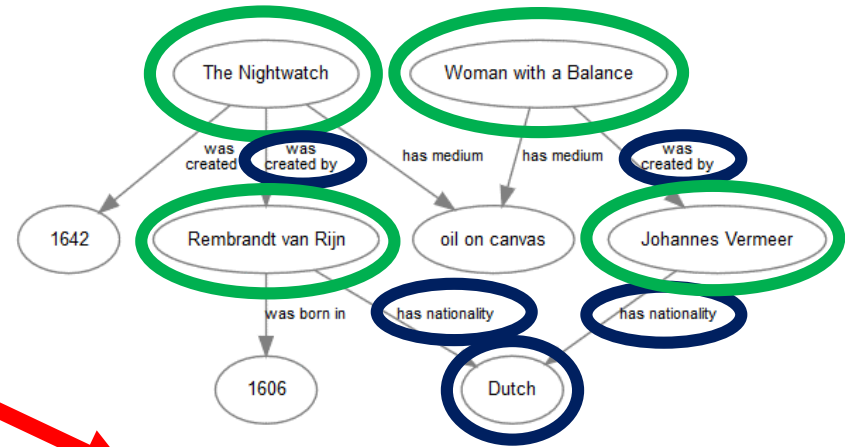 The Nightwatch
Woman with a Balance
was
created
was
created by
has medium
has medium
was
created by
1642
Rembrandt van Rijn
oil on canvas
Johannes Vermeer
was born in
has nationality
has nationality
1606
Dutch